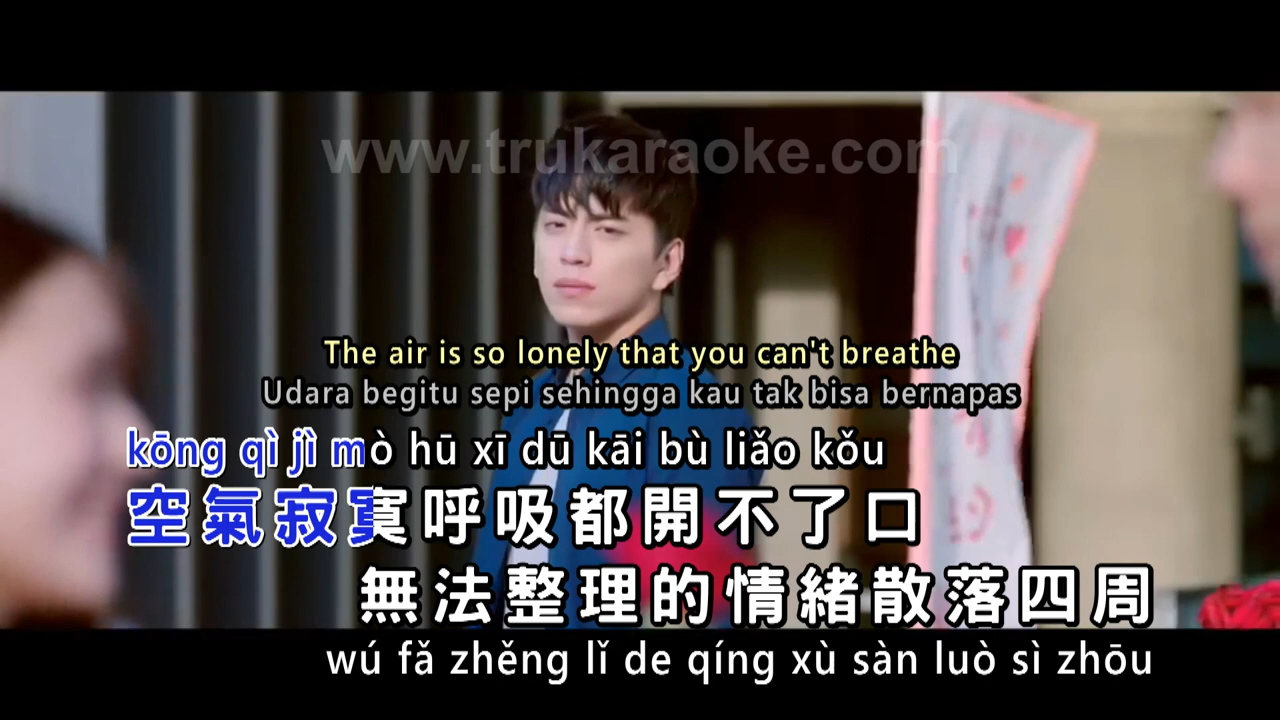 www.trukaraoke.com
The air is so lonely that you can't breathe
Udara begitu sepi sehingga kau tak bisa bernapas
kōng qì jì mò hū xī dū kāi bù liǎo kǒu
空氣寂寞呼吸都開不了口
無法整理的情緒散落四周
wú fǎ zhěng lǐ de qíng xù sàn luò sì zhōu